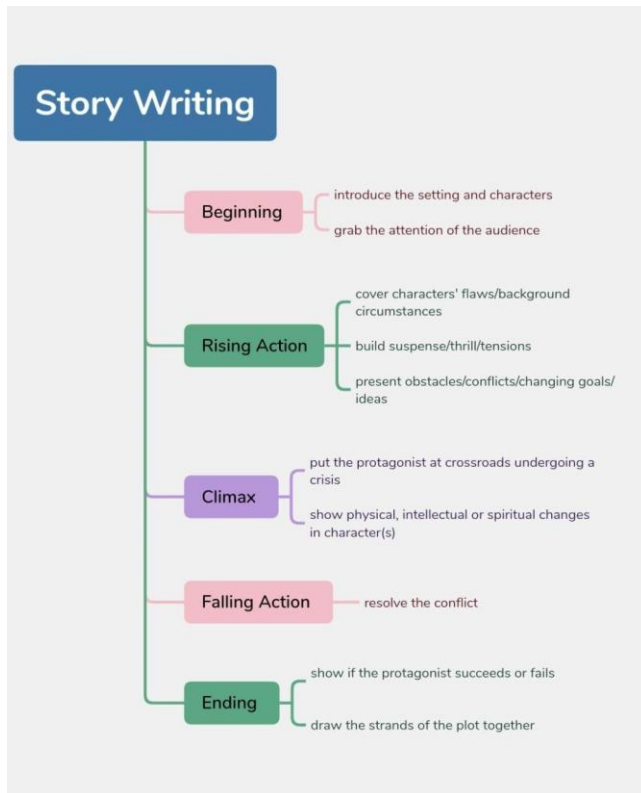 Story Writing
Beginning
introduce the setting and characters
grab the attention of the audience
Rising Action
cover characters' flaws/background
circumstances
build suspense/thrill/tensions
present obstacles/conflicts/changing goals/
ideas
Climax
put the protagonist at crossroads undergoing a
crisis
show physical, intellectual or spiritual changes
in character(s)
Falling Action
resolve the conflict
Ending
show if the protagonist succeeds or fails
draw the strands of the plot together